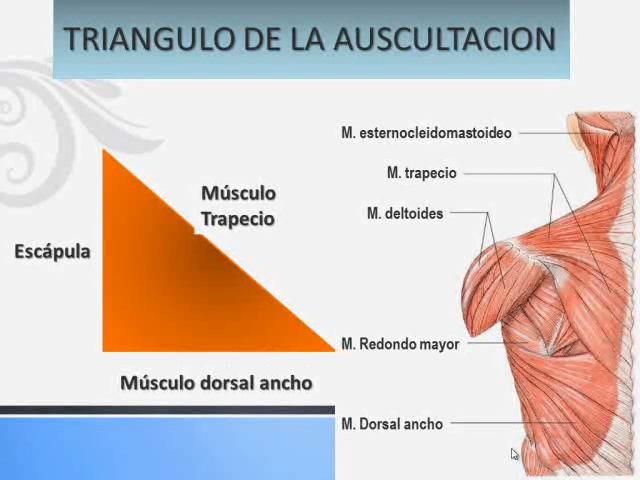 TRIANGULO DE LA AUSCULTACION
Músculo
Trapecio
Escápula
Músculo dorsal ancho
M. esternocleidomastoideo
M. trapecio
M. deltoides
M. Redondo mayor
M. Dorsal ancho